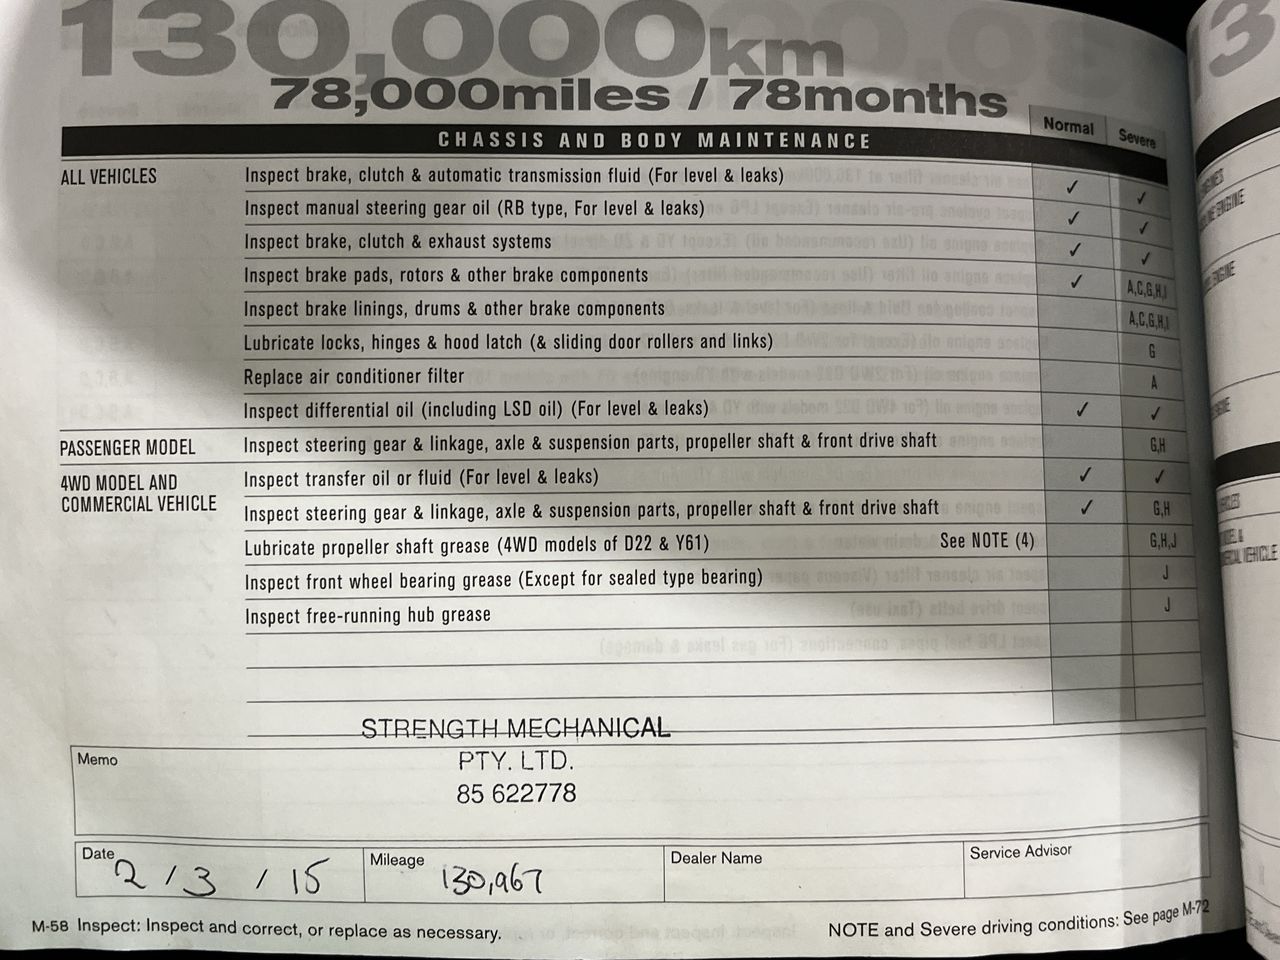 130,000km
78,000miles / 78months
CHASSIS AND BODY MAINTENANCE Normal Severe
ALL VEHICLES Inspect brake, clutch & automatic transmission fluid (For level & leaks) ✓ ✓
Inspect manual steering gear oil (RB type, For level & leaks) ✓ ✓
Inspect brake, clutch & exhaust systems ✓ ✓
Inspect brake pads, rotors & other brake components ✓ A,C,G,H,I
Inspect brake linings, drums & other brake components A,C,G,H,I
Lubricate locks, hinges & hood latch (& sliding door rollers and links) G
Replace air conditioner filter A
Inspect differential oil (including LSD oil) (For level & leaks) ✓ ✓
PASSENGER MODEL Inspect steering gear & linkage, axle & suspension parts, propeller shaft & front drive shaft G,H
4WD MODEL AND Inspect transfer oil or fluid (For level & leaks) ✓ ✓
COMMERCIAL VEHICLE Inspect steering gear & linkage, axle & suspension parts, propeller shaft & front drive shaft ✓ G,H
Lubricate propeller shaft grease (4WD models of D22 & Y61) See NOTE (4) G,H,J
Inspect front wheel bearing grease (Except for sealed type bearing) J
Inspect free-running hub grease J
STRENGTH MECHANICAL
Memo PTY. LTD.
85 622778
Date 2 / 3 / 15 Mileage 130,967 Dealer Name Service Advisor
M-58 Inspect: Inspect and correct, or replace as necessary. NOTE and Severe driving conditions: See page M-72